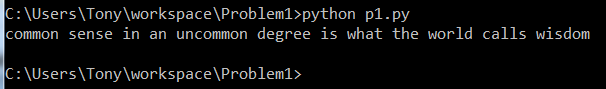 C:\Users\Tony\workspace\Problem1>python p1.py
common sense in an uncommon degree is what the world calls wisdom
C:\Users\Tony\workspace\Problem1>